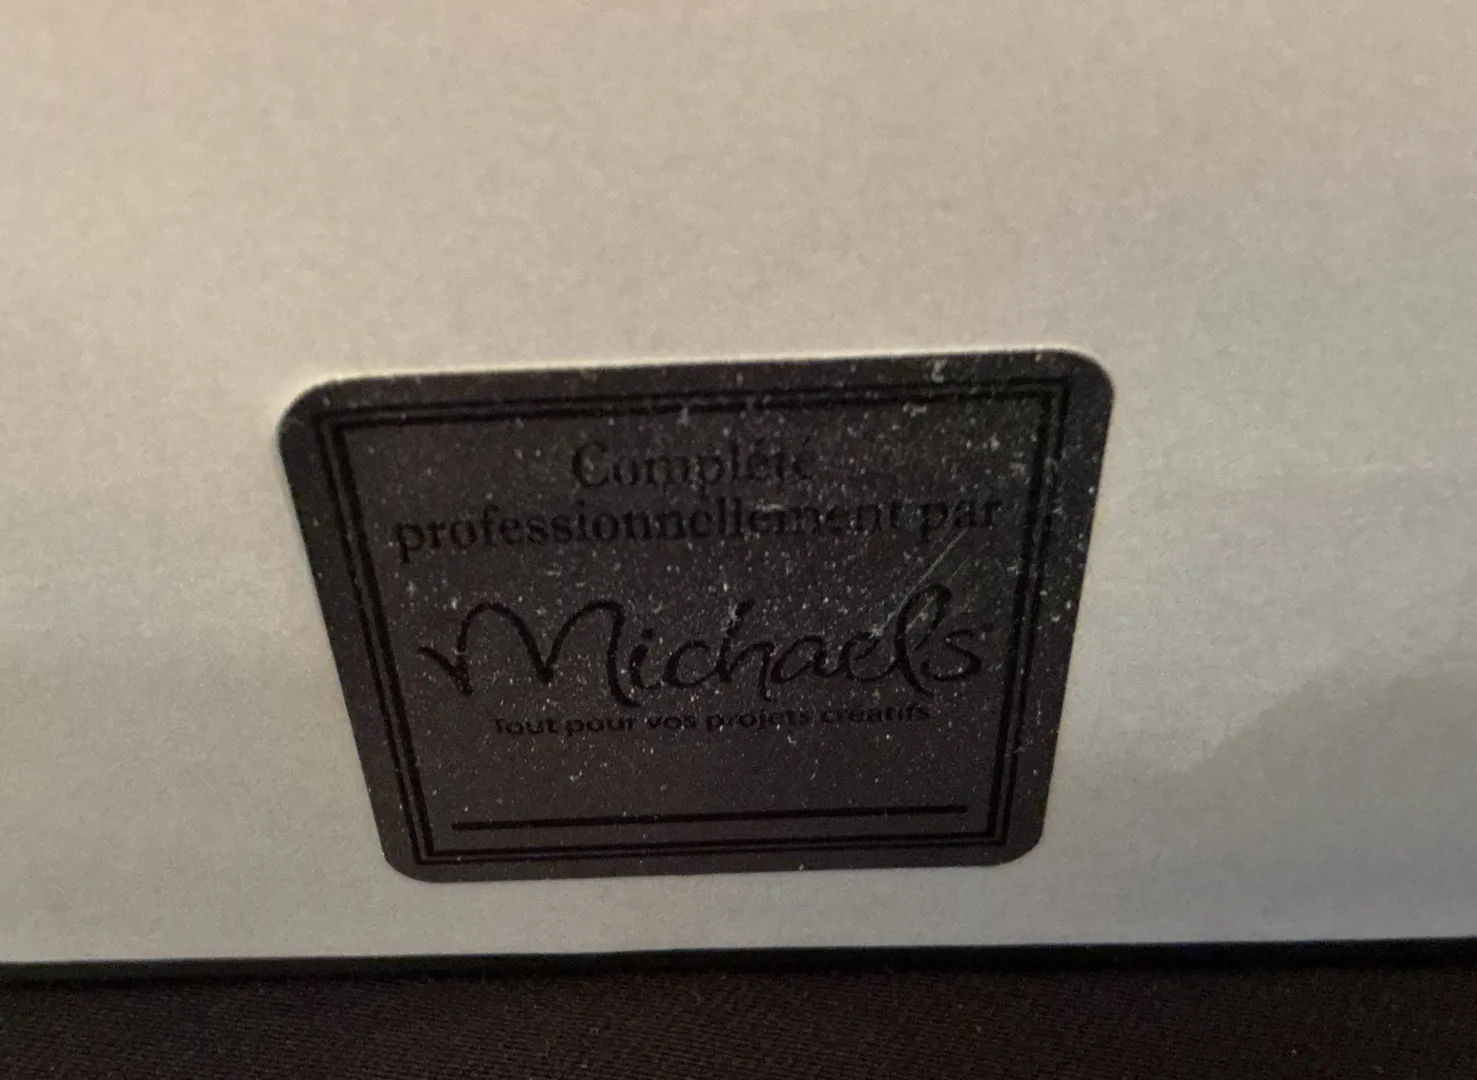 Complété
professionnellement par
Michaels
Tout pour vos projets créatifs